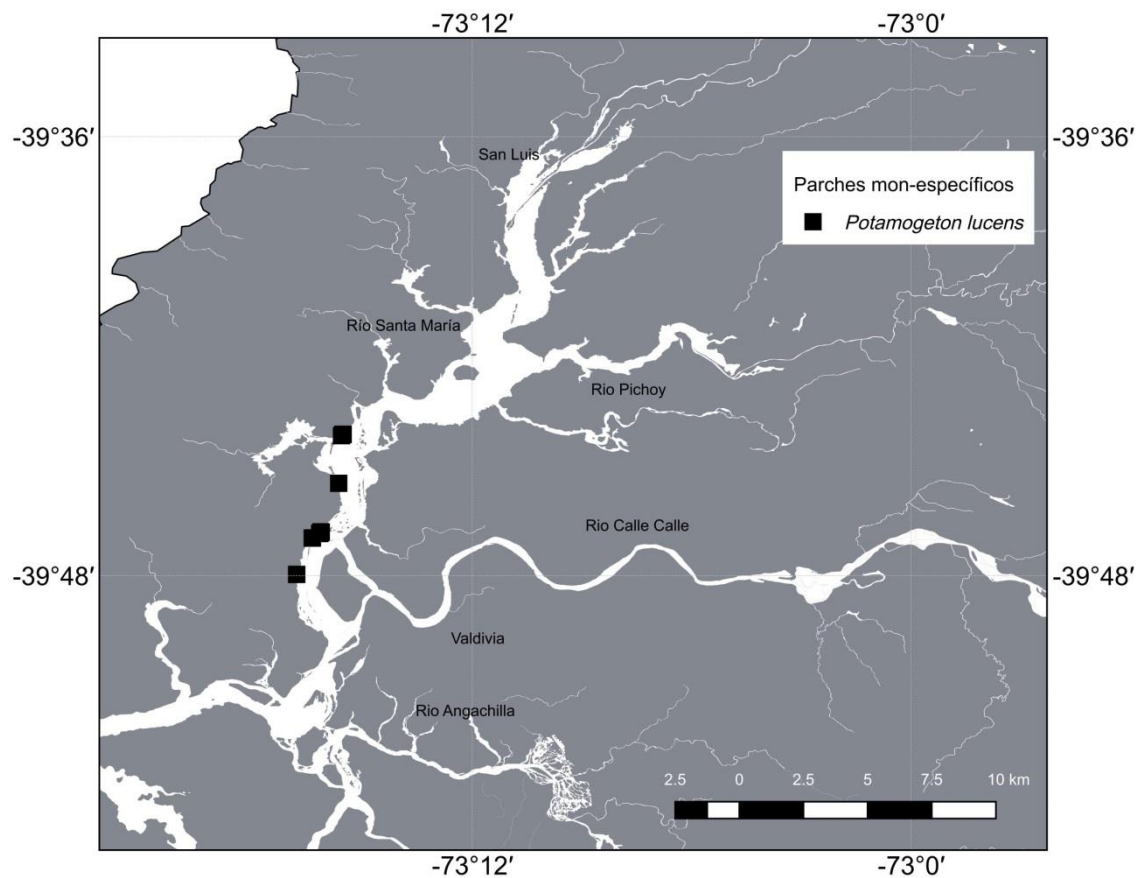 -73°12′ -73°0′
-39°36′ -39°36′
San Luis
Parches mon-específicos
Potamogeton lucens
Río Santa María
Rio Pichoy
Rio Calle Calle
-39°48′ -39°48′
Valdivia
Rio Angachilla
2.5 0 2.5 5 7.5 10 km
-73°12′ -73°0′